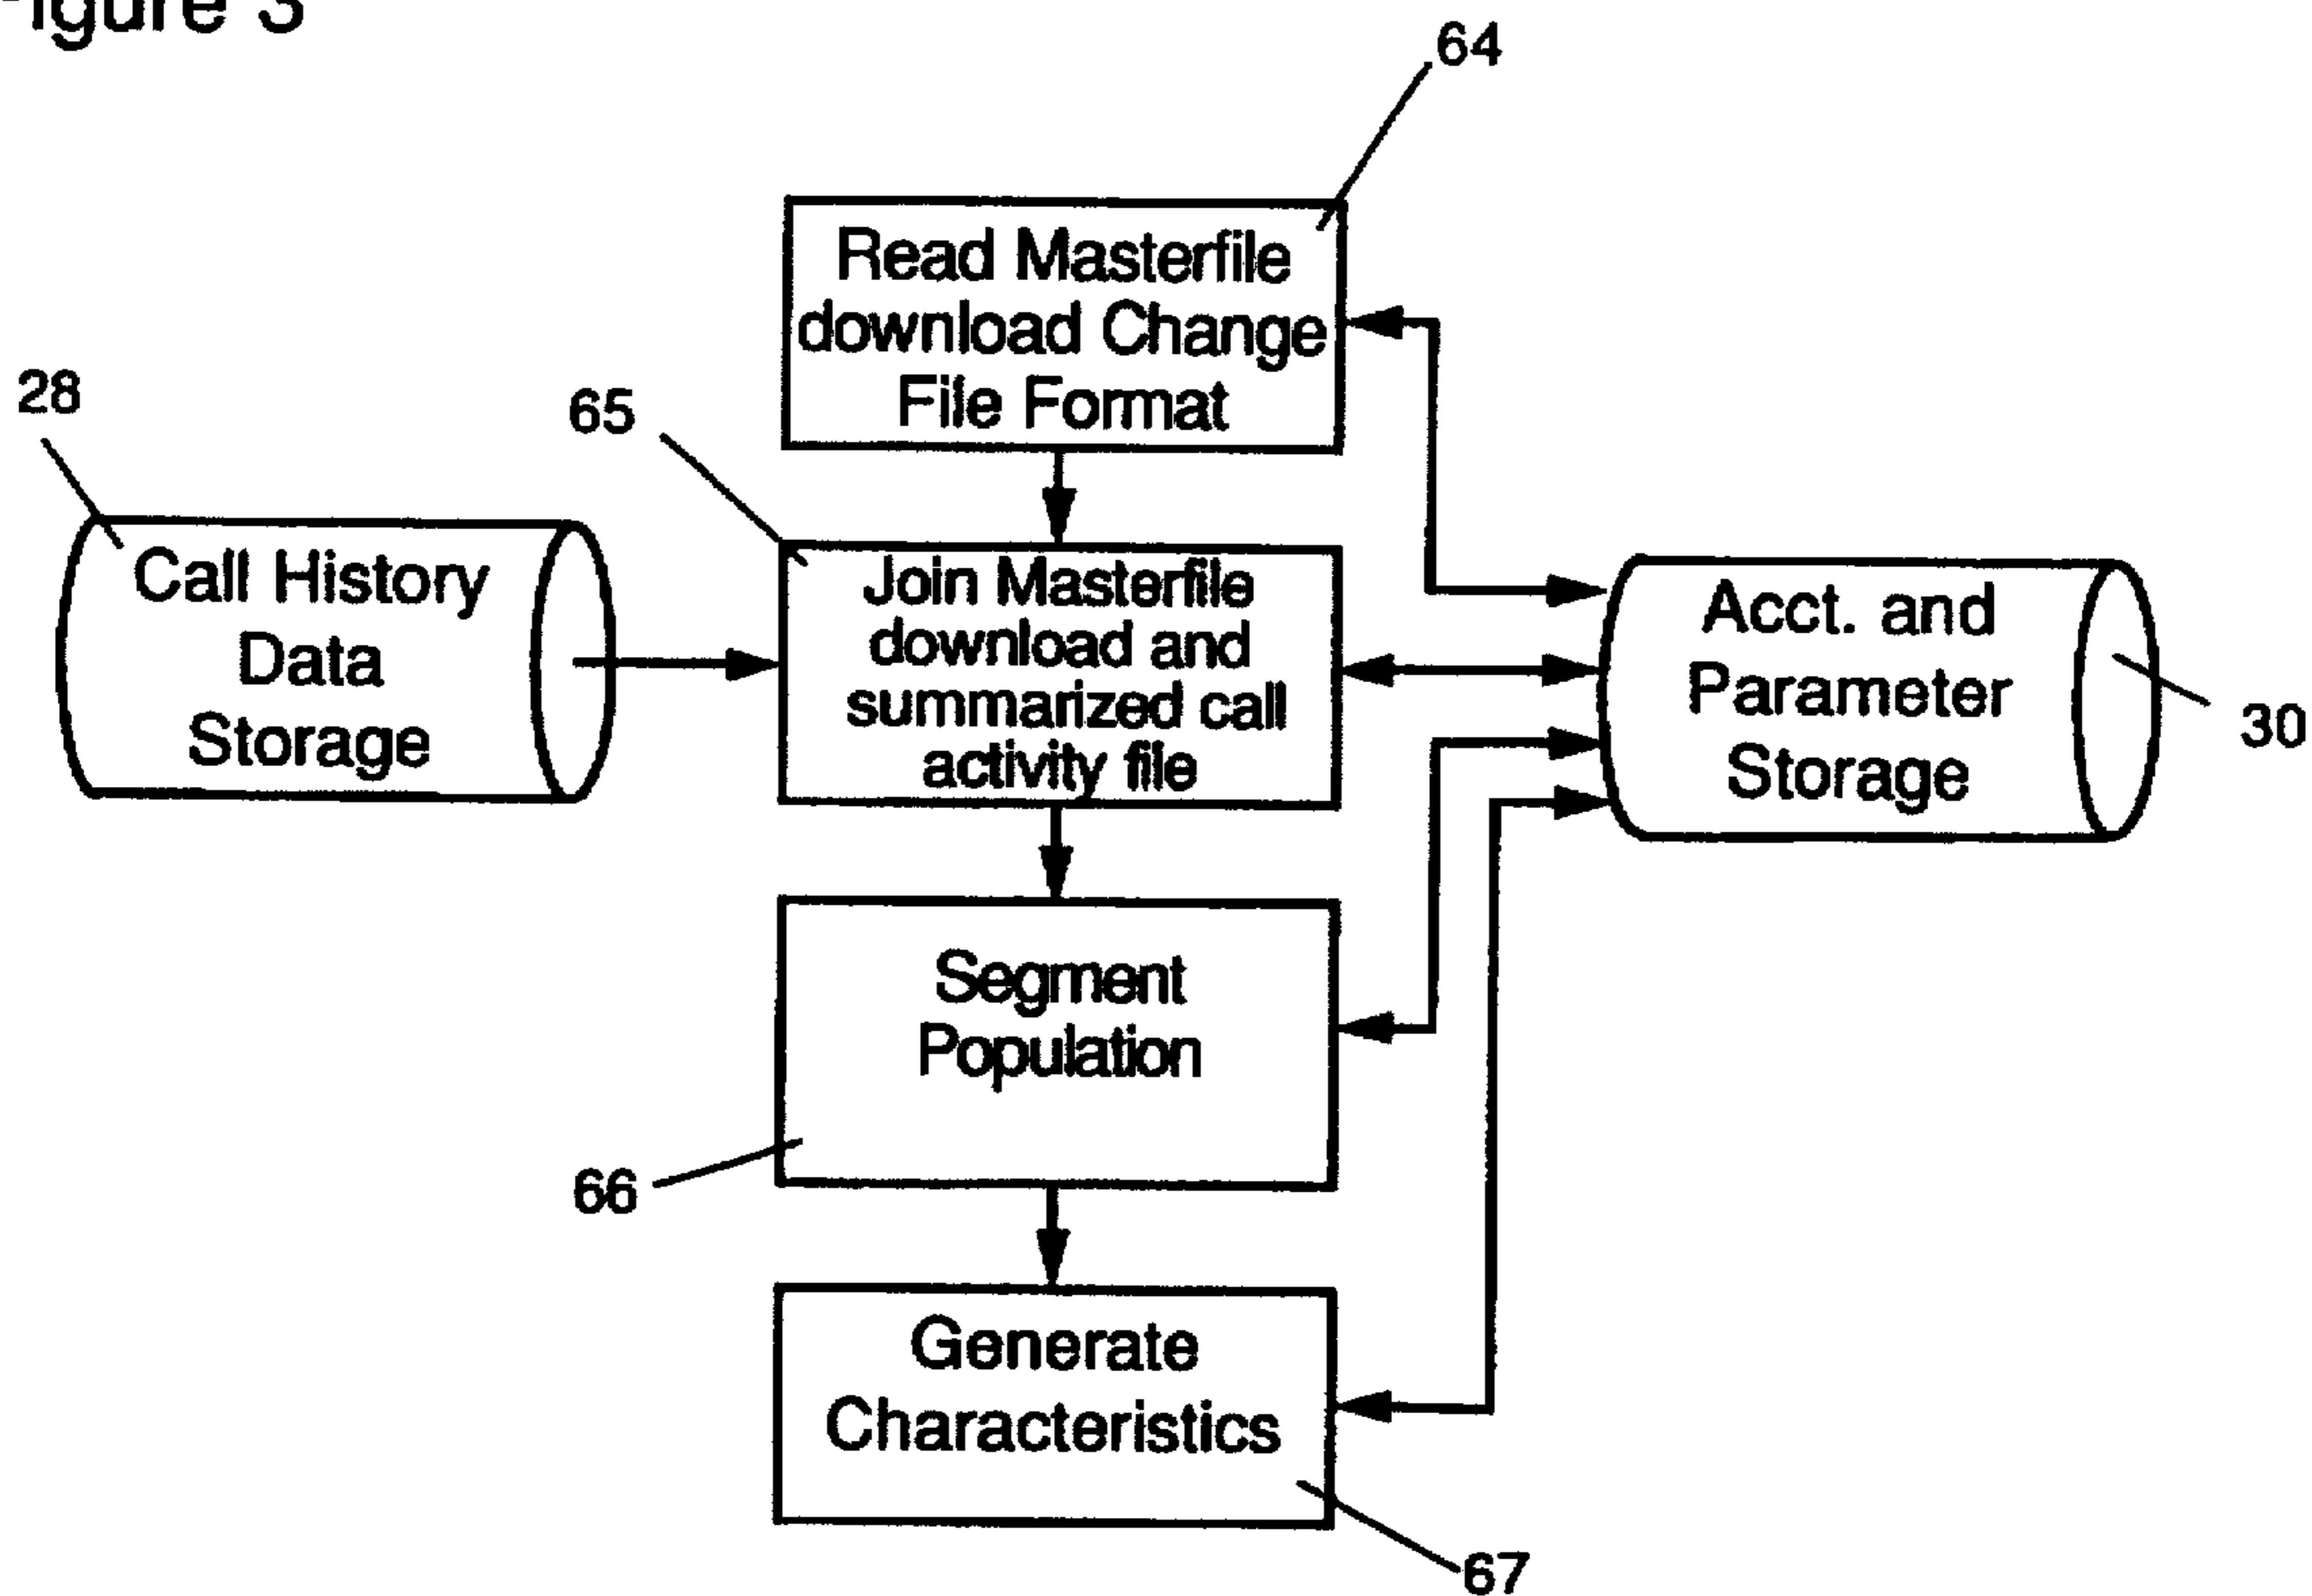 Figure 3
64
Read Masterfile
download Change
File Format
28
65
Call History
Data
Storage
Join Masterfile
download and
summarized call
activity file
Acct. and
Parameter
Storage
30
Segment
Population
66
Generate
Characteristics
67